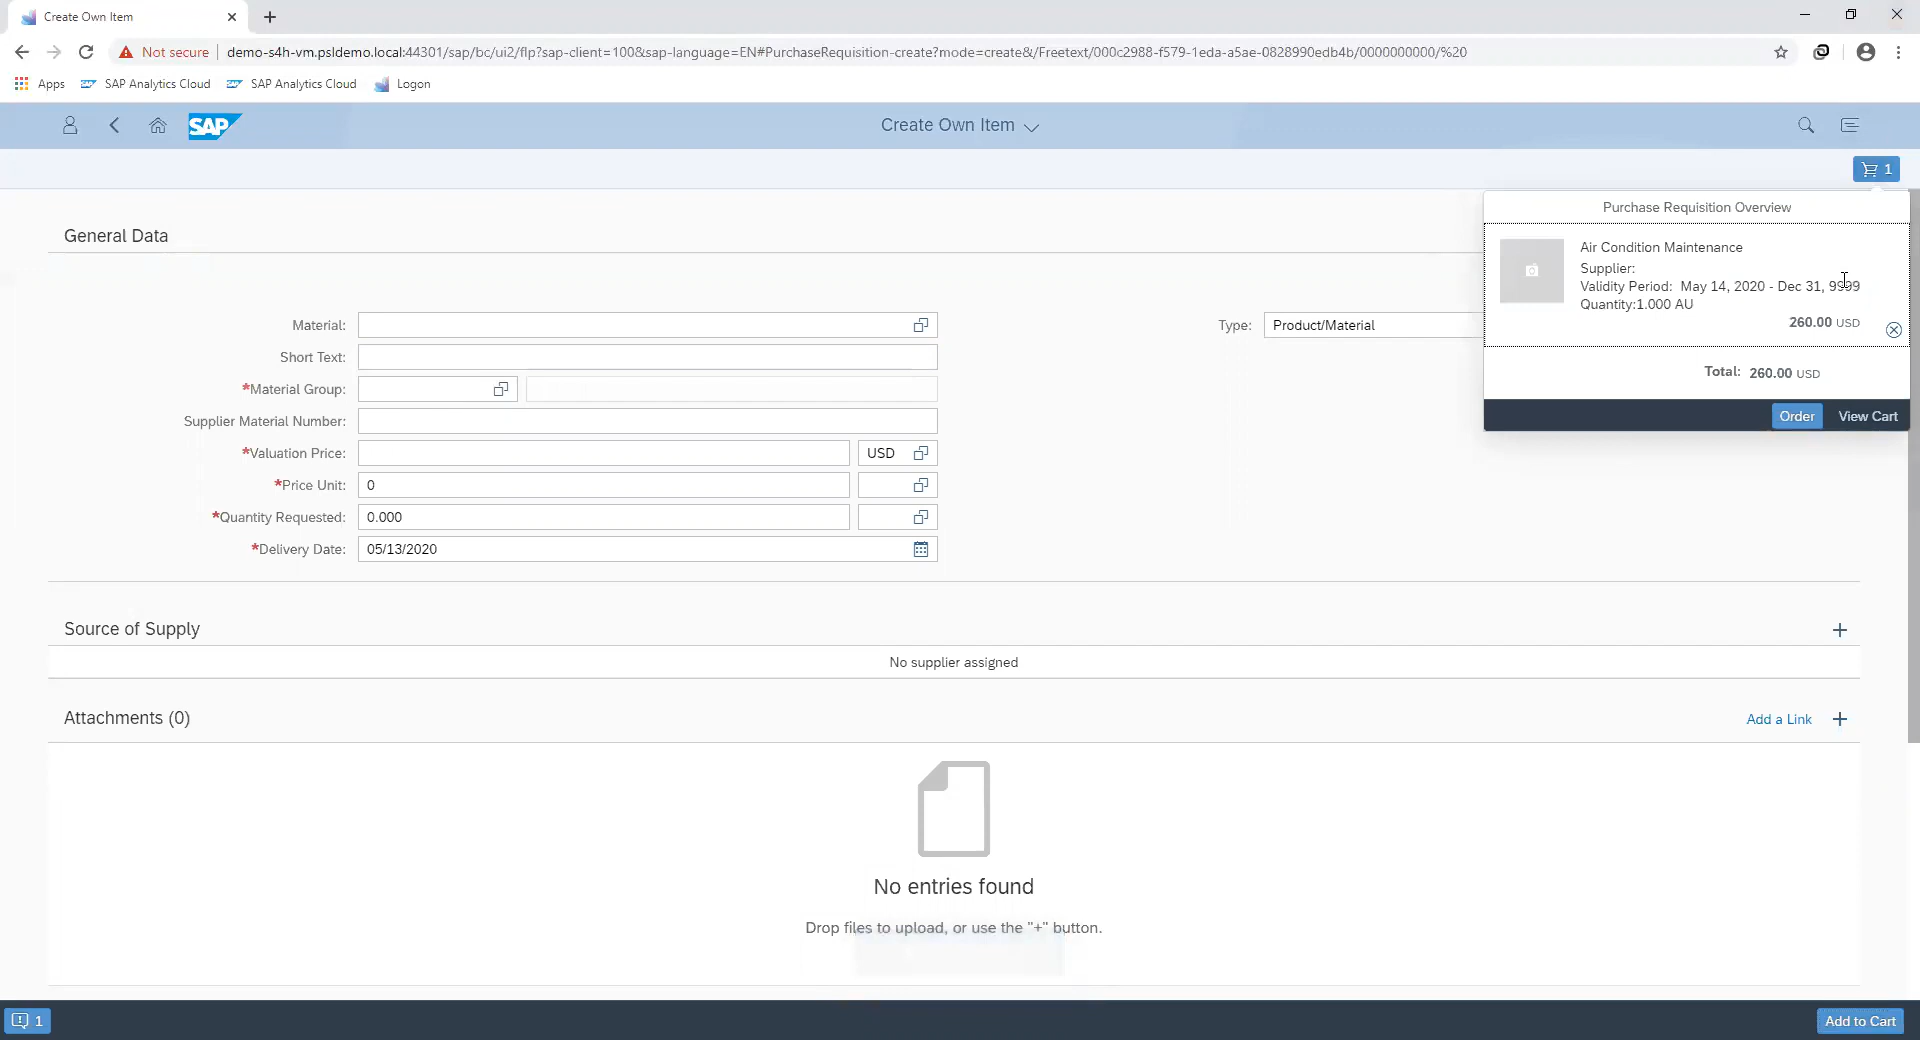 Create Own Item
Not secure
demo-s4h-vm.psldemo.local:44301/sap/bc/ui2/flp?sap-client=100&sap-language=EN#PurchaseRequisition-create?mode=create&/Freetext/000c2988-f579-1eda-a5ae-0828990edb4b/0000000000/%20
Apps
SAP Analytics Cloud
SAP Analytics Cloud
Logon
SAP
Create Own Item
1
Purchase Requisition Overview
Air Condition Maintenance
Supplier:
Validity Period: May 14, 2020 - Dec 31, 9999
Quantity:1.000 AU
260.00 USD
Total: 260.00 USD
Order
View Cart
General Data
Material:
Type: Product/Material
Short Text:
*Material Group:
Supplier Material Number:
*Valuation Price: USD
*Price Unit: 0
*Quantity Requested: 0.000
*Delivery Date: 05/13/2020
Source of Supply
No supplier assigned
Attachments (0)
Add a Link
No entries found
Drop files to upload, or use the "+" button.
1
Add to Cart